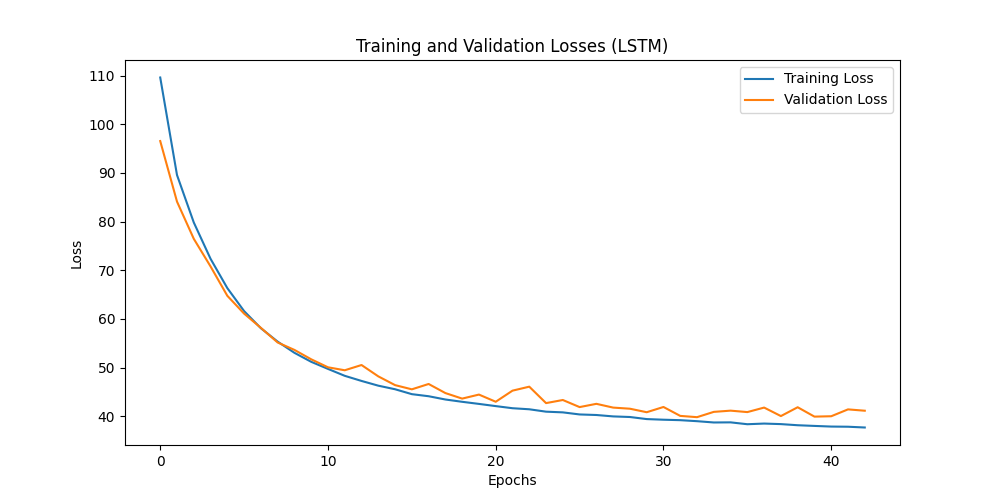 Training and Validation Losses (LSTM)
Training Loss
Validation Loss
110
100
90
80
70
60
50
40
Loss
0
10
20
30
40
Epochs